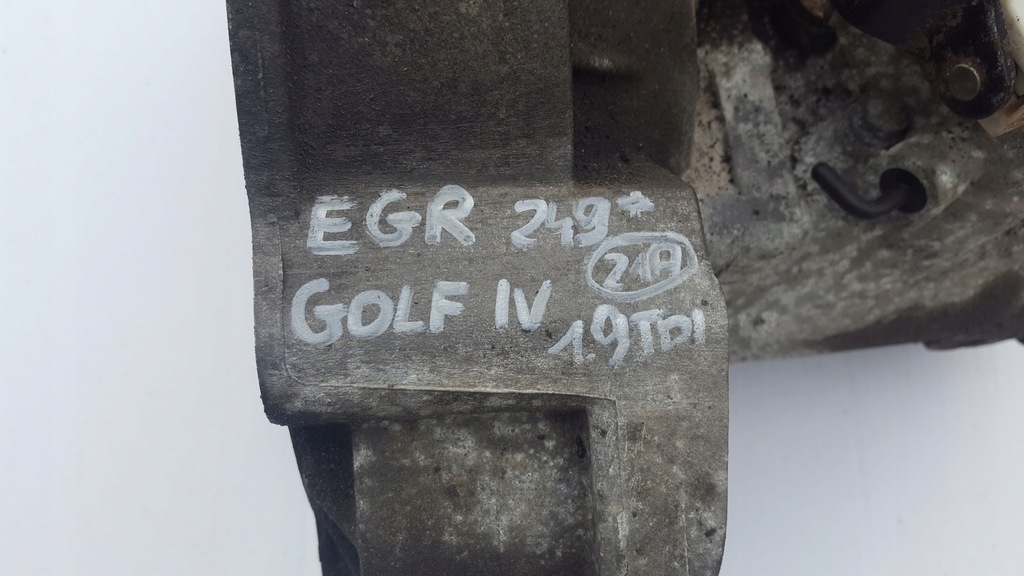 EGR 249*
21A
GOLF IV
1.9TDI